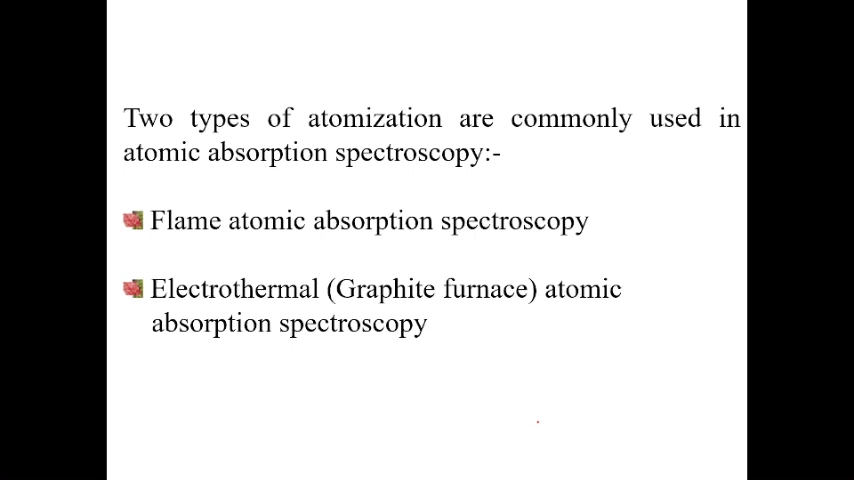 Two types of atomization are commonly used in
atomic absorption spectroscopy:-
Flame atomic absorption spectroscopy
Electrothermal (Graphite furnace) atomic
absorption spectroscopy